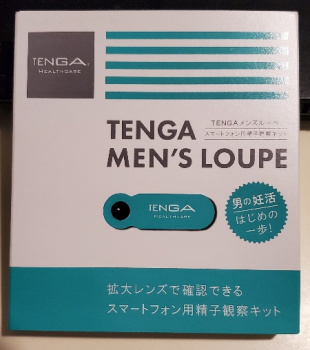 TENGA
HEALTHCARE
TENGA
TENGAメンズルーペ
スマートフォン用精子観察キット
MEN'S LOUPE
TENGA
HEALTHCARE
男の妊活
はじめの
一歩!
拡大レンズで確認できる
スマートフォン用精子観察キット